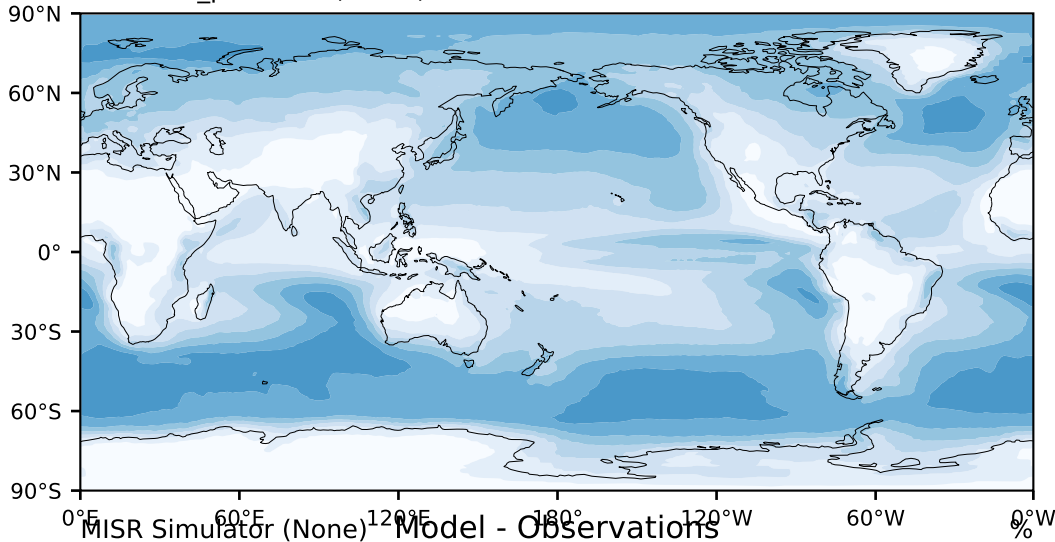 90°N
60°N
30°N
0°
30°S
60°S
90°S
0°E 60°E 120°E 180° 120°W 60°W 0°W
MISR Simulator (None) Model - Observations %